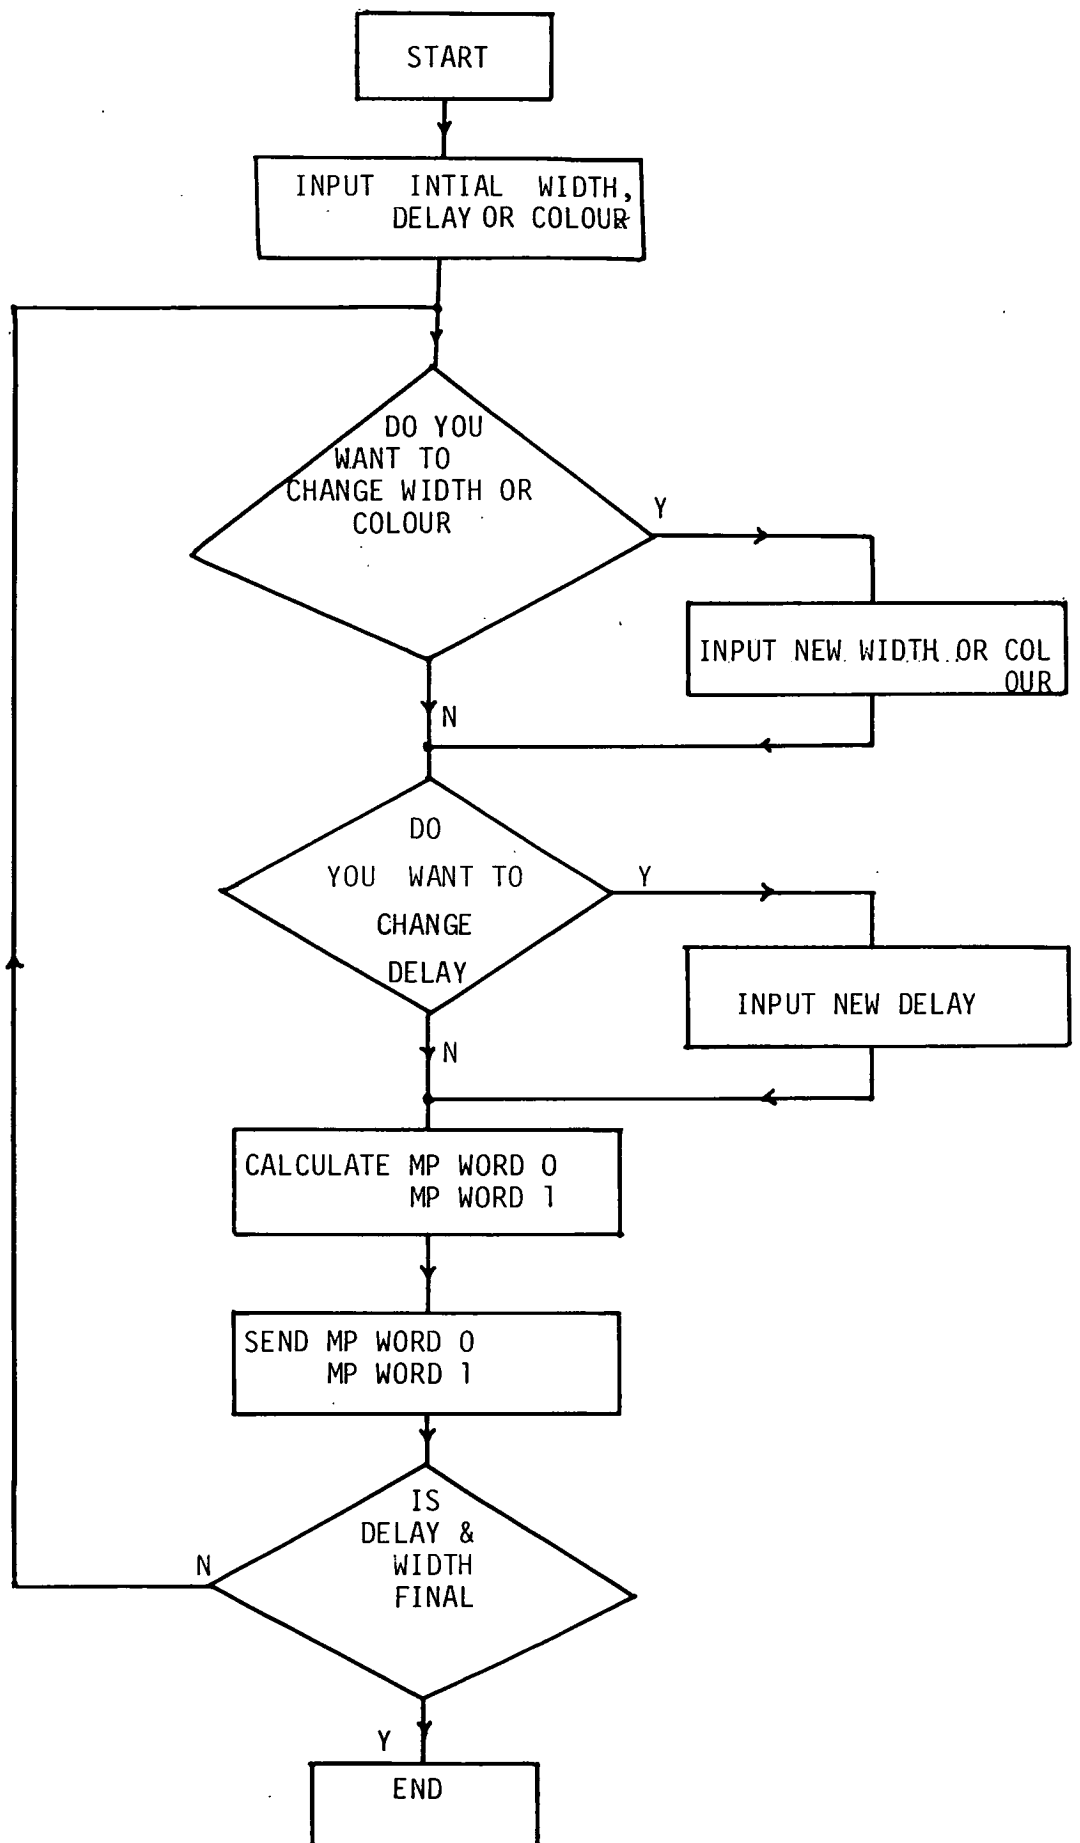 START
INPUT INTIAL WIDTH,
DELAY OR COLOUR
DO YOU
WANT TO
CHANGE WIDTH OR
COLOUR
Y
INPUT NEW WIDTH OR COL
OUR
N
DO
YOU WANT TO
CHANGE
DELAY
Y
INPUT NEW DELAY
N
CALCULATE MP WORD 0
MP WORD 1
SEND MP WORD 0
MP WORD 1
IS
DELAY &
WIDTH
FINAL
N
Y
END